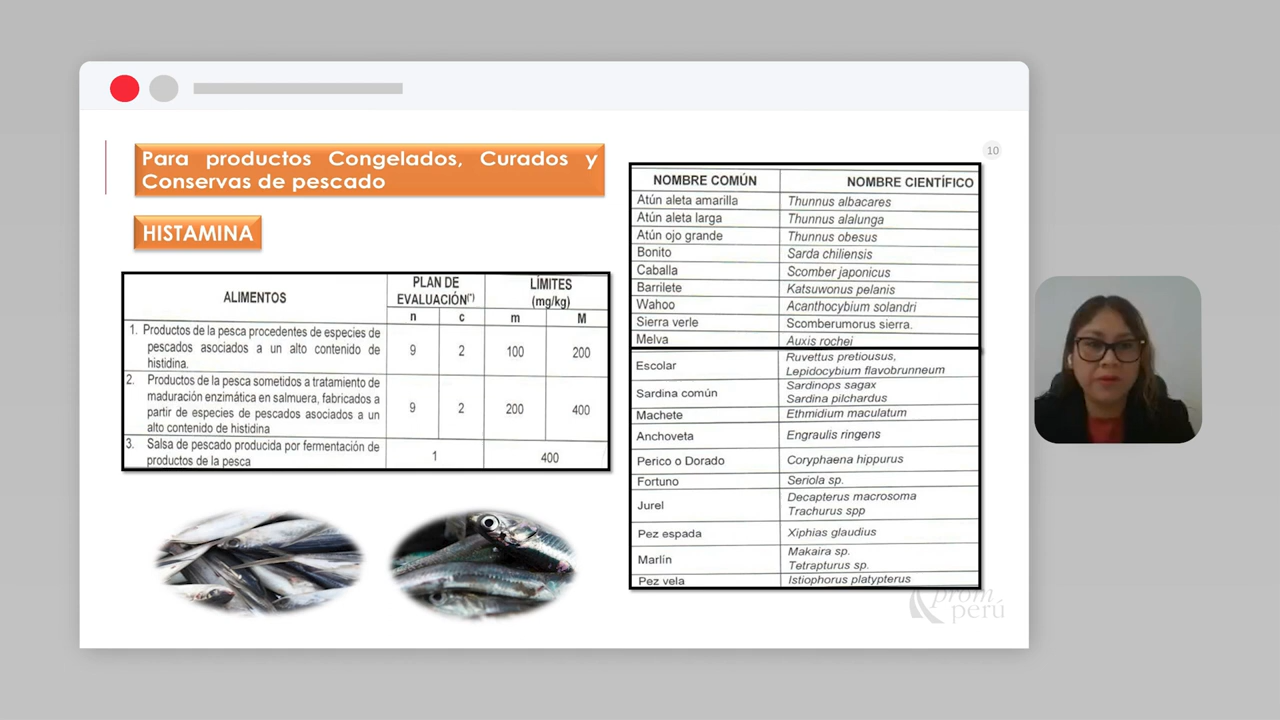 Para productos Congelados, Curados y
Conservas de pescado
HISTAMINA
ALIMENTOS
PLAN DE
EVALUACIÓN(*)
LÍMITES
(mg/kg)
n
c
m
M
1. Productos de la pesca procedentes de especies de
pescados asociados a un alto contenido de
histidina.
9
2
100
200
2. Productos de la pesca sometidos a tratamiento de
maduración enzimática en salmuera, fabricados a
partir de especies de pescados asociados a un
alto contenido de histidina
9
2
200
400
3. Salsa de pescado producida por fermentación de
productos de la pesca
1
400
10
NOMBRE COMÚN
NOMBRE CIENTÍFICO
Atún aleta amarilla
Thunnus albacares
Atún aleta larga
Thunnus alalunga
Atún ojo grande
Thunnus obesus
Bonito
Sarda chiliensis
Caballa
Scomber japonicus
Barrilete
Katsuwonus pelanis
Wahoo
Acanthocybium solandri
Sierra verle
Scomberumorus sierra.
Melva
Auxis rochei
Escolar
Ruvettus pretiousus,
Lepidocybium flavobrunneum
Sardina común
Sardinops sagax
Sardina pilchardus
Machete
Ethmidium maculatum
Anchoveta
Engraulis ringens
Perico o Dorado
Coryphaena hippurus
Fortuno
Seriola sp.
Jurel
Decapterus macrosoma
Trachurus spp
Pez espada
Xiphias glaudius
Marlín
Makaira sp.
Tetrapturus sp.
Pez vela
Istiophorus platypterus
prom
perú